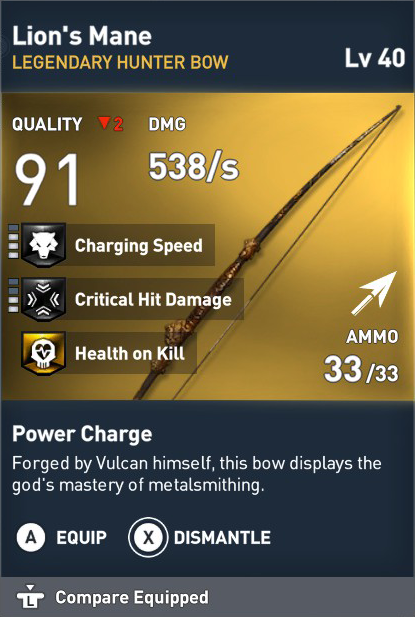 Lion's Mane
LEGENDARY HUNTER BOW
Lv 40
QUALITY ▼2 DMG
91 538/s
Charging Speed
Critical Hit Damage
Health on Kill
AMMO
33/33
Power Charge
Forged by Vulcan himself, this bow displays the
god's mastery of metalsmithing.
A EQUIP X DISMANTLE
L Compare Equipped